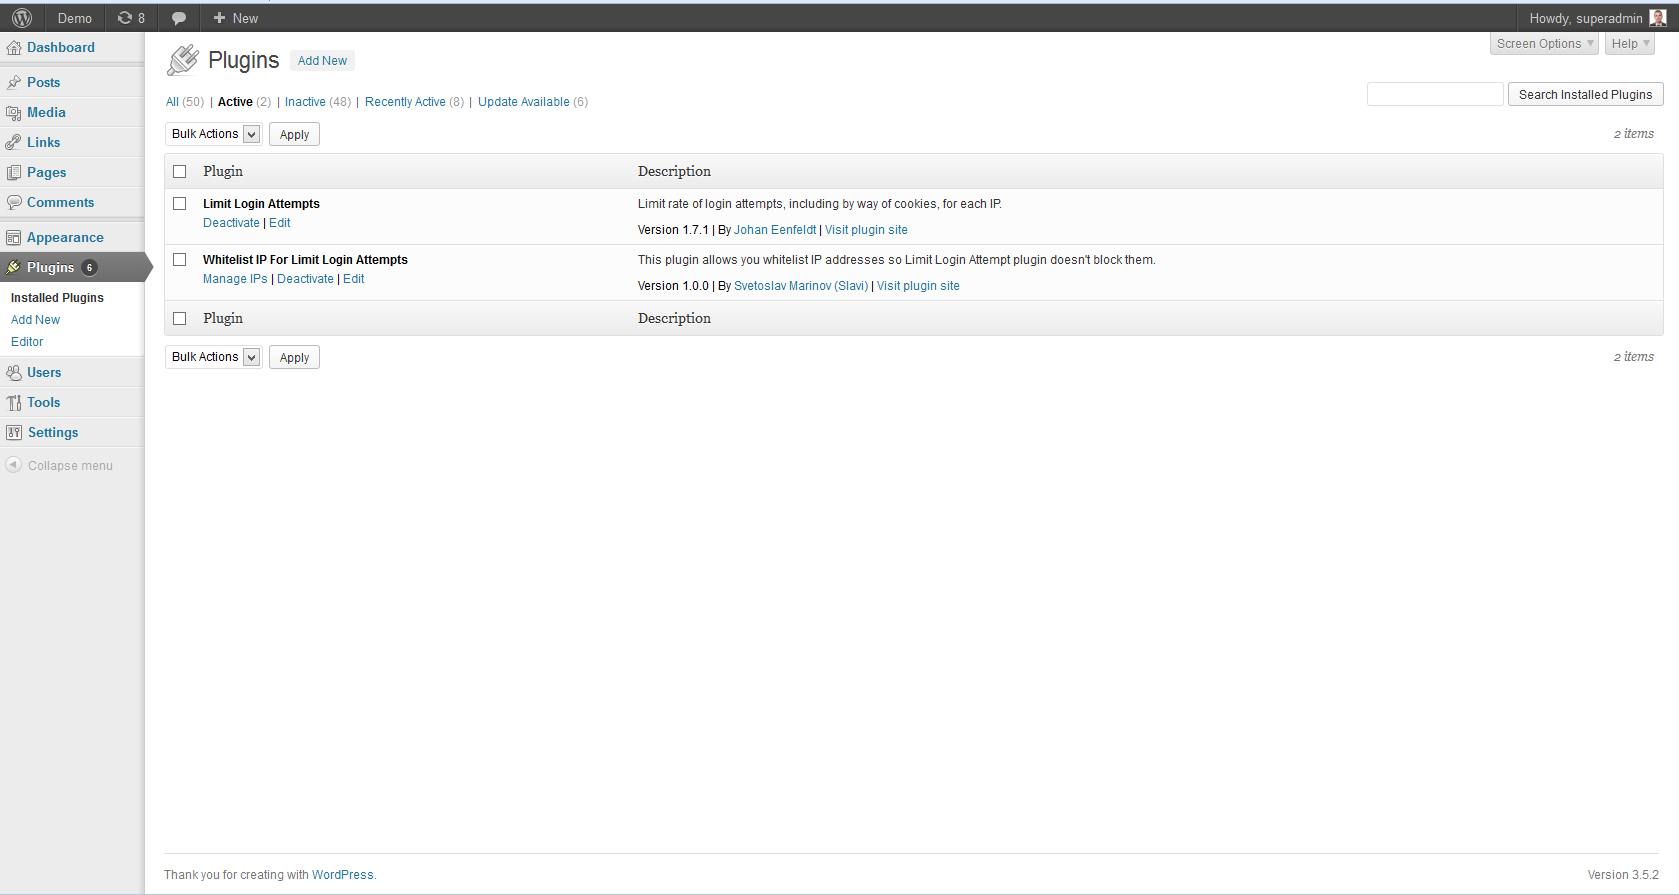 Demo 8 New Howdy, superadmin
Dashboard
Posts
Media
Links
Pages
Comments
Appearance
Plugins 6
Installed Plugins
Add New
Editor
Users
Tools
Settings
Collapse menu
Screen Options Help
Plugins Add New
All (50) | Active (2) | Inactive (48) | Recently Active (8) | Update Available (6)
Search Installed Plugins
Bulk Actions Apply 2 items
Plugin Description
Limit Login Attempts Limit rate of login attempts, including by way of cookies, for each IP.
Deactivate | Edit Version 1.7.1 | By Johan Eenfeldt | Visit plugin site
Whitelist IP For Limit Login Attempts This plugin allows you whitelist IP addresses so Limit Login Attempt plugin doesn't block them.
Manage IPs | Deactivate | Edit Version 1.0.0 | By Svetoslav Marinov (Slavi) | Visit plugin site
Plugin Description
Bulk Actions Apply 2 items
Thank you for creating with WordPress. Version 3.5.2